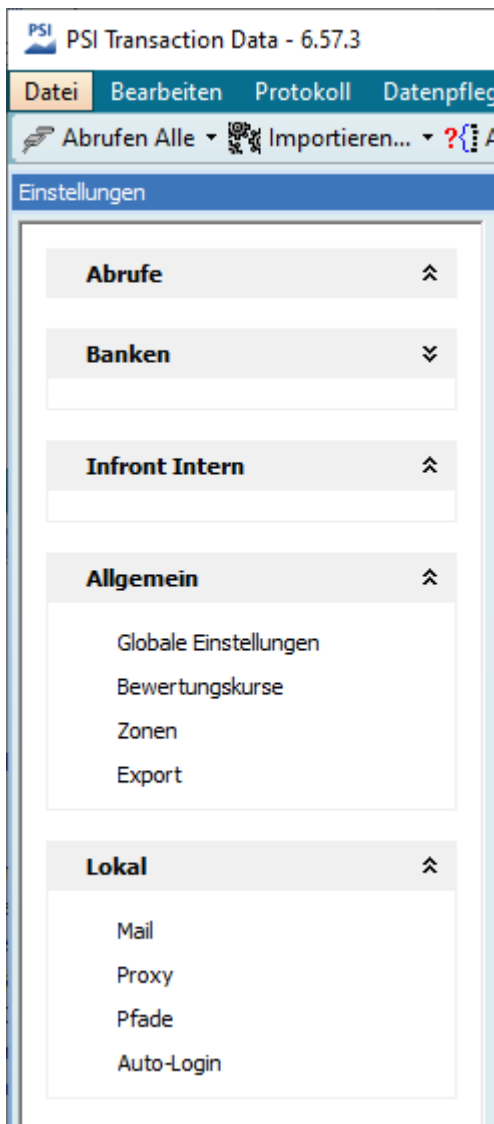 PSI PSI Transaction Data - 6.57.3
Datei Bearbeiten Protokoll
Abrufen Alle Importieren... ?{
Einstellungen
Abrufe
Banken
Infront Intern
Allgemein
Globale Einstellungen
Bewertungskurse
Zonen
Export
Lokal
Mail
Proxy
Pfade
Auto-Login